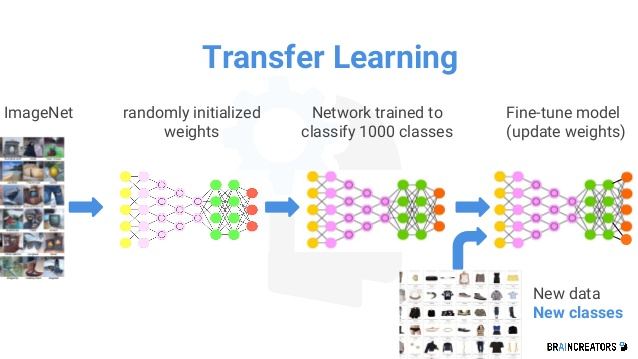 Transfer Learning
ImageNet
randomly initialized
weights
Network trained to
classify 1000 classes
Fine-tune model
(update weights)
New data
New classes
BRAINCREATORS